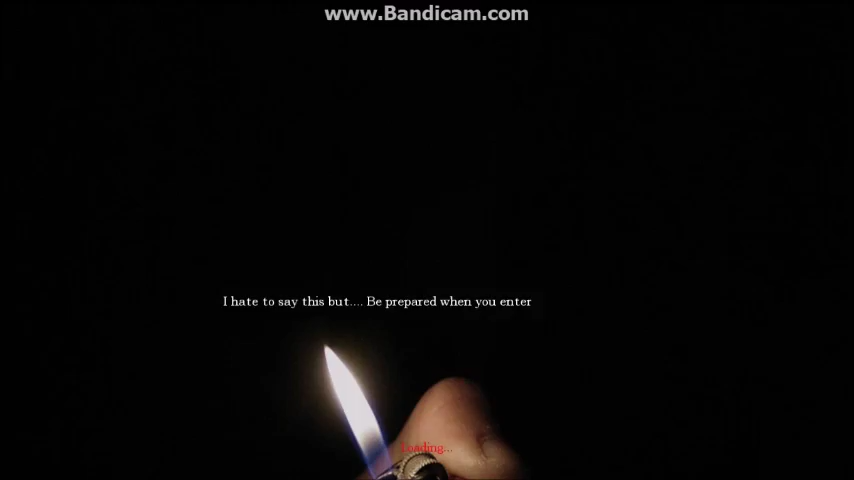 www.Bandicam.com
I hate to say this but.... Be prepared when you enter
Loading...